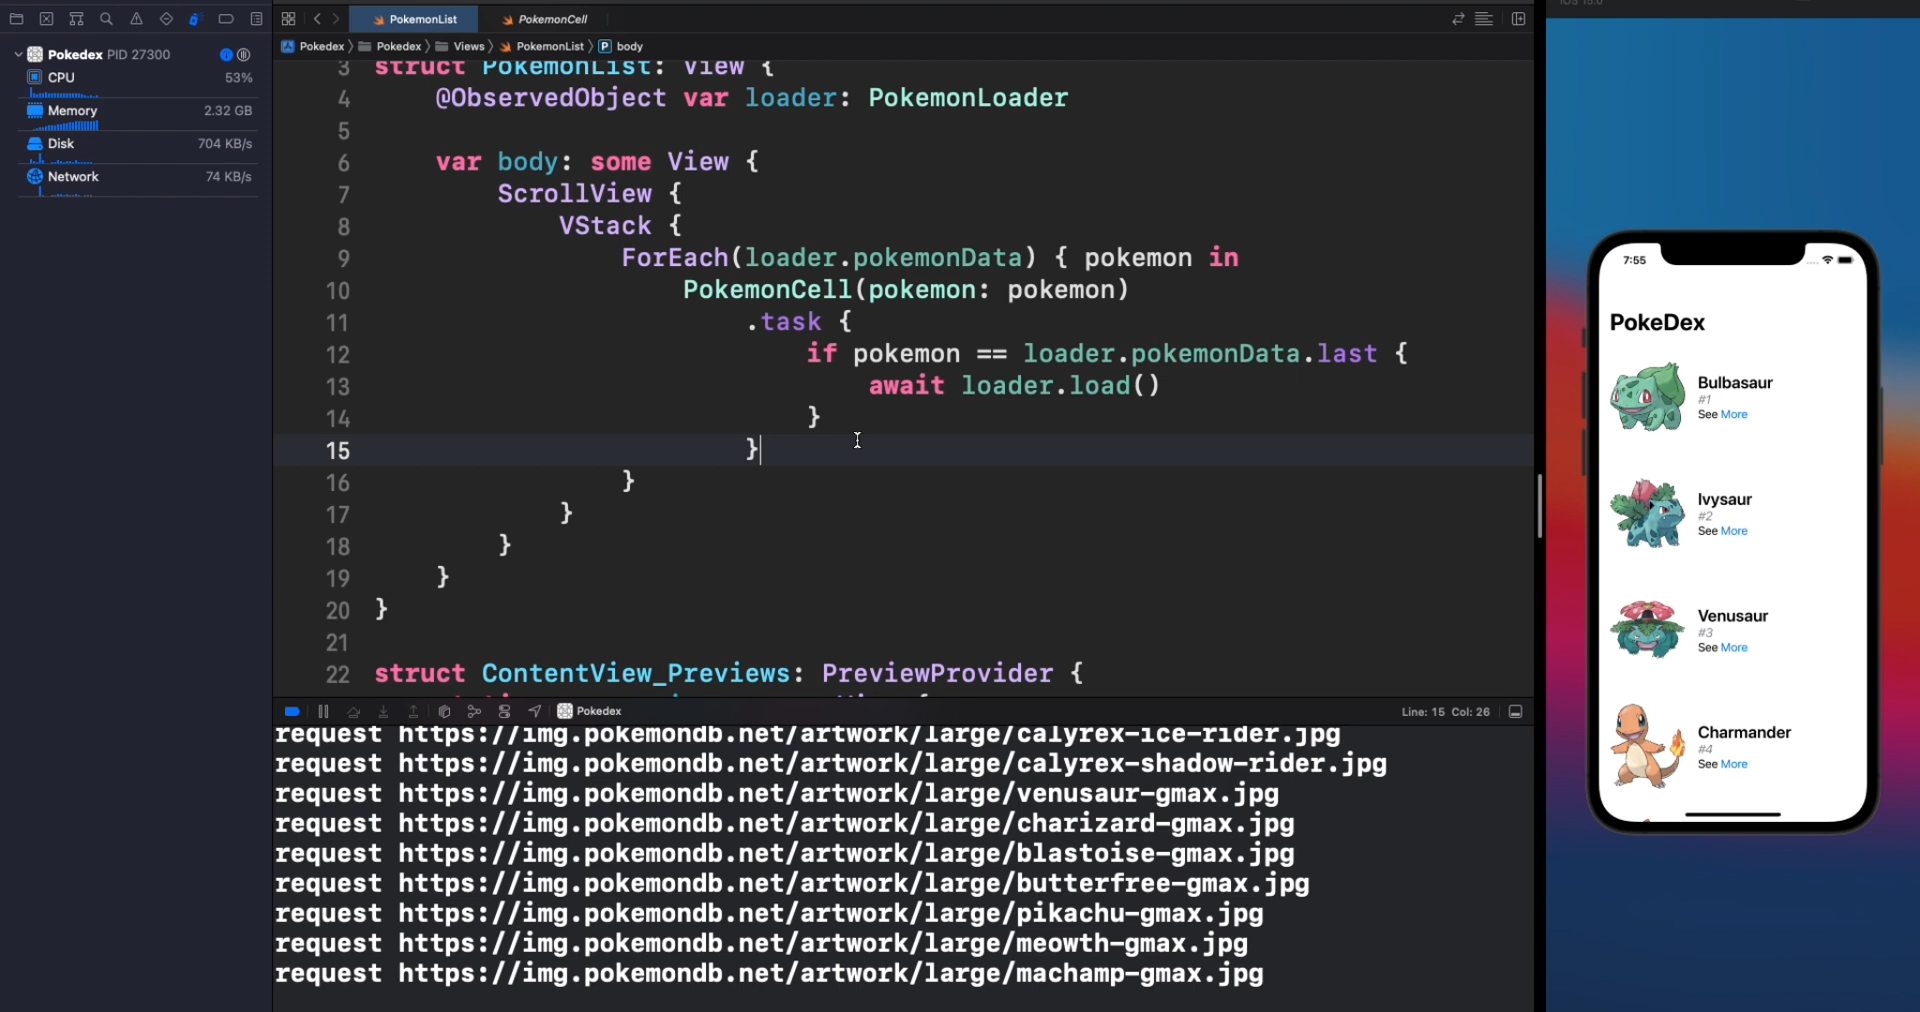 PokemonList
PokemonCell
Pokedex PID 27300
CPU 53%
Memory 2.32 GB
Disk 704 KB/s
Network 74 KB/s
Pokedex
Pokedex
Views
PokemonList
P body
3 struct PokemonList: View {
4 @ObservedObject var loader: PokemonLoader
5
6 var body: some View {
7 ScrollView {
8 VStack {
9 ForEach(loader.pokemonData) { pokemon in
10 PokemonCell(pokemon: pokemon)
11 .task {
12 if pokemon == loader.pokemonData.last {
13 await loader.load()
14 }
15 }
16 }
17 }
18 }
19 }
20 }
21
22 struct ContentView_Previews: PreviewProvider {
Pokedex
Line: 15 Col: 26
request https://img.pokemondb.net/artwork/large/calyrex-ice-rider.jpg
request https://img.pokemondb.net/artwork/large/calyrex-shadow-rider.jpg
request https://img.pokemondb.net/artwork/large/venusaur-gmax.jpg
request https://img.pokemondb.net/artwork/large/charizard-gmax.jpg
request https://img.pokemondb.net/artwork/large/blastoise-gmax.jpg
request https://img.pokemondb.net/artwork/large/butterfree-gmax.jpg
request https://img.pokemondb.net/artwork/large/pikachu-gmax.jpg
request https://img.pokemondb.net/artwork/large/meowth-gmax.jpg
request https://img.pokemondb.net/artwork/large/machamp-gmax.jpg
iOS 15.0
7:55
PokeDex
Bulbasaur
#1
See More
Ivysaur
#2
See More
Venusaur
#3
See More
Charmander
#4
See More